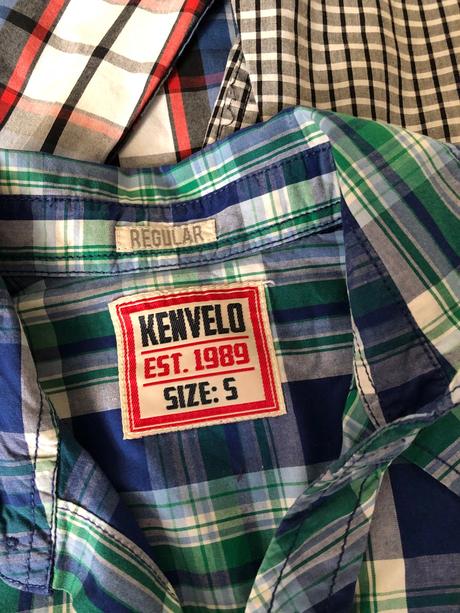 REGULAR
KENVELO
EST. 1989
SIZE: S